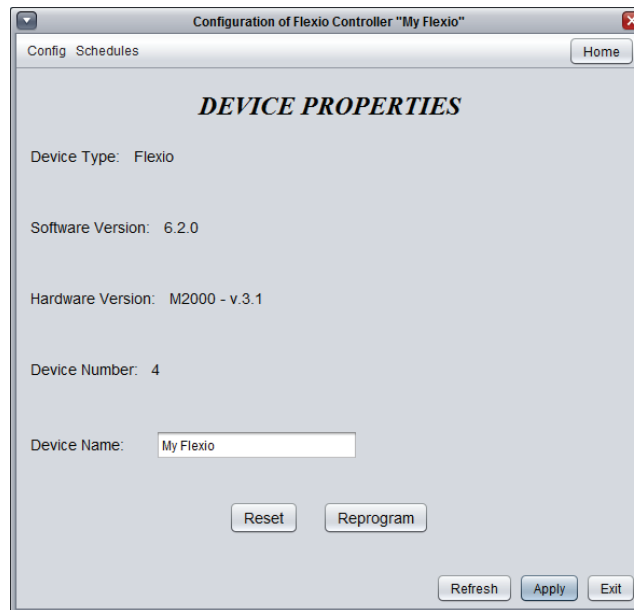 Configuration of Flexio Controller "My Flexio"
Config Schedules Home
DEVICE PROPERTIES
Device Type: Flexio
Software Version: 6.2.0
Hardware Version: M2000 - v.3.1
Device Number: 4
Device Name: My Flexio
Reset Reprogram
Refresh Apply Exit